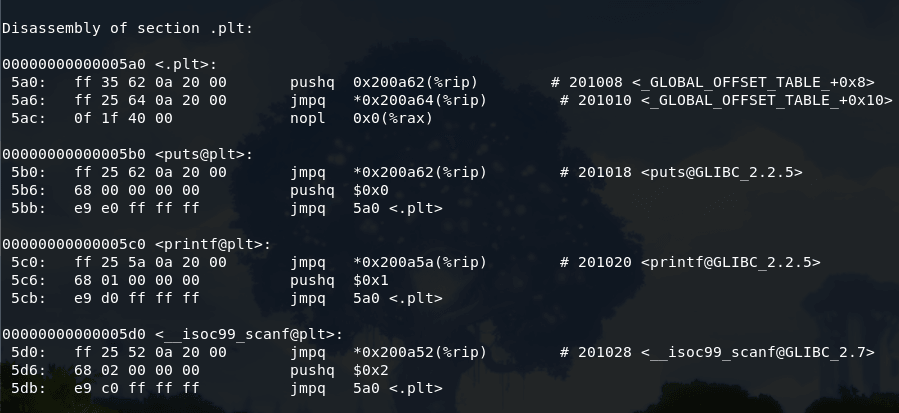 Disassembly of section .plt:
00000000000005a0 <.plt>:
5a0: ff 35 62 0a 20 00 pushq 0x200a62(%rip) # 201008 <_GLOBAL_OFFSET_TABLE_+0x8>
5a6: ff 25 64 0a 20 00 jmpq *0x200a64(%rip) # 201010 <_GLOBAL_OFFSET_TABLE_+0x10>
5ac: 0f 1f 40 00 nopl 0x0(%rax)
00000000000005b0 <puts@plt>:
5b0: ff 25 62 0a 20 00 jmpq *0x200a62(%rip) # 201018 <puts@GLIBC_2.2.5>
5b6: 68 00 00 00 00 pushq $0x0
5bb: e9 e0 ff ff ff jmpq 5a0 <.plt>
00000000000005c0 <printf@plt>:
5c0: ff 25 5a 0a 20 00 jmpq *0x200a5a(%rip) # 201020 <printf@GLIBC_2.2.5>
5c6: 68 01 00 00 00 pushq $0x1
5cb: e9 d0 ff ff ff jmpq 5a0 <.plt>
00000000000005d0 <__isoc99_scanf@plt>:
5d0: ff 25 52 0a 20 00 jmpq *0x200a52(%rip) # 201028 <__isoc99_scanf@GLIBC_2.7>
5d6: 68 02 00 00 00 pushq $0x2
5db: e9 c0 ff ff ff jmpq 5a0 <.plt>